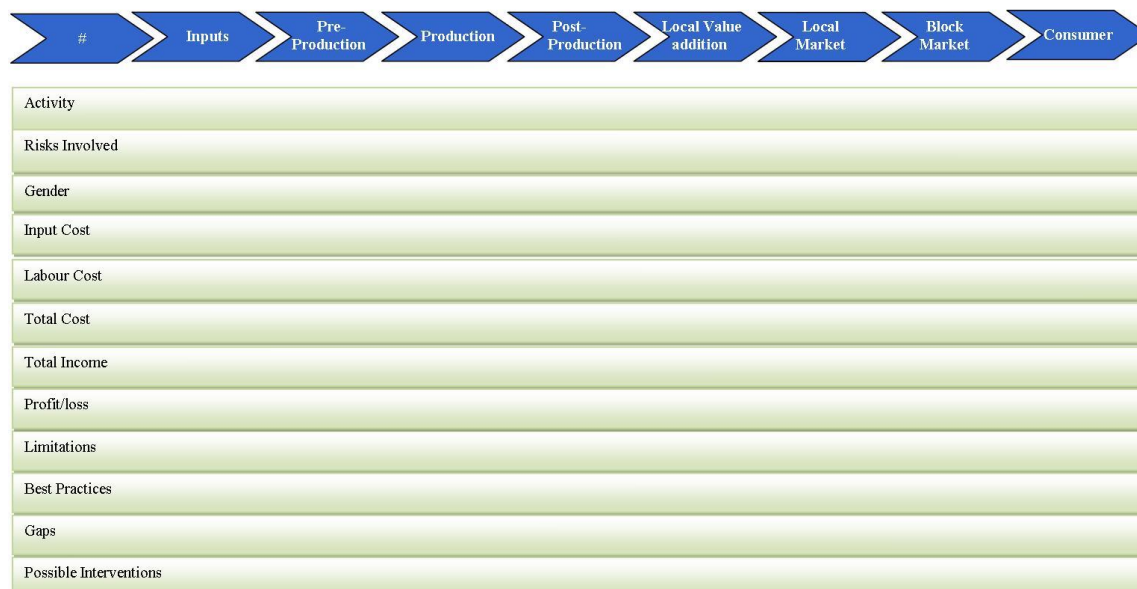 #
Inputs
Pre-
Production
Production
Post-
Production
Local Value
addition
Local
Market
Block
Market
Consumer
Activity
Risks Involved
Gender
Input Cost
Labour Cost
Total Cost
Total Income
Profit/loss
Limitations
Best Practices
Gaps
Possible Interventions